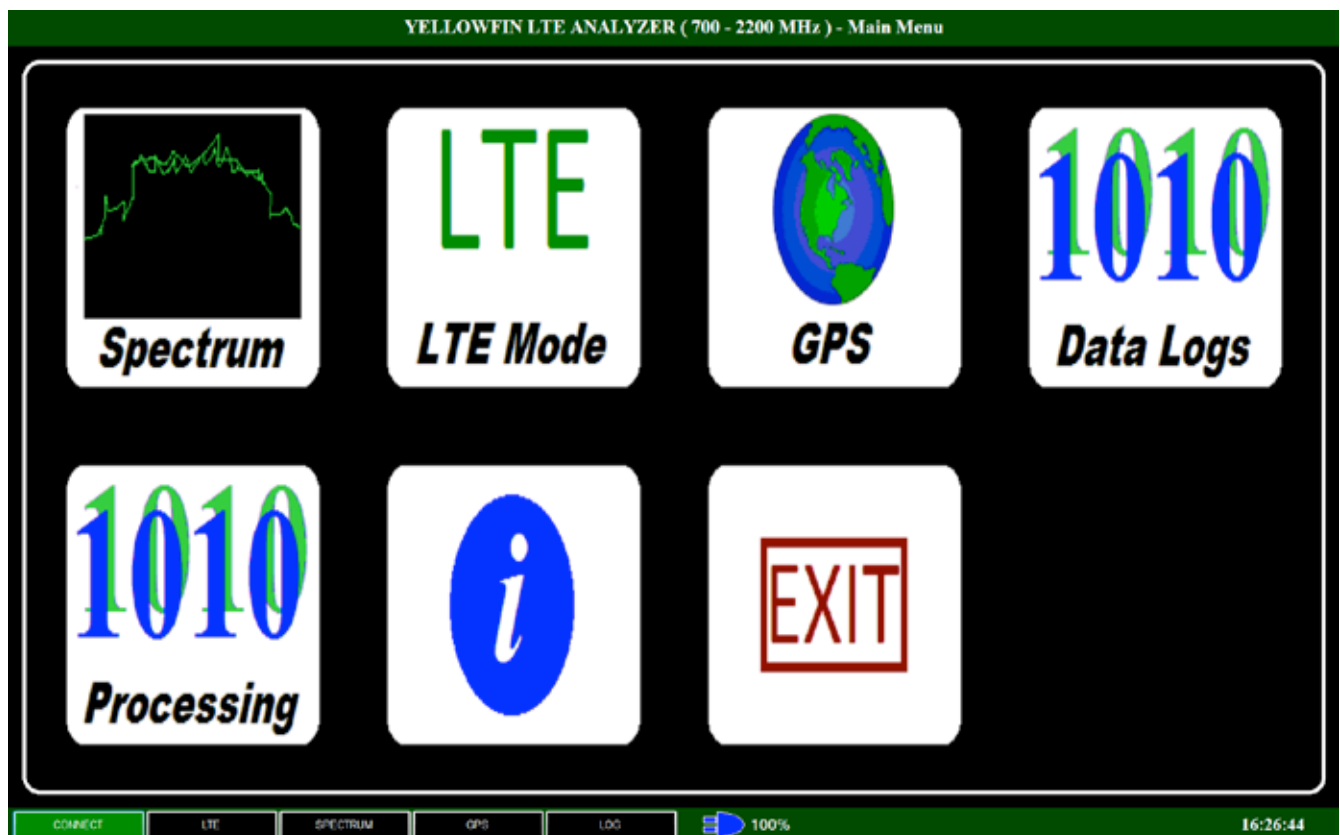 YELLOWFIN LTE ANALYZER ( 700 - 2200 MHz ) - Main Menu
LTE
1010
1010
Spectrum
LTE Mode
GPS
Data Logs
1010
1010
i
EXIT
Processing
CONNECT
LTE
SPECTRUM
GPS
LOG
100%
16:26:44